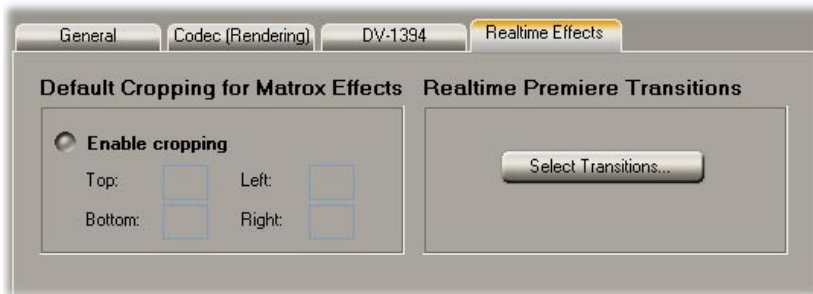 General
Codec (Rendering)
DV-1394
Realtime Effects
Default Cropping for Matrox Effects
Enable cropping
Top:
Left:
Bottom:
Right:
Realtime Premiere Transitions
Select Transitions...